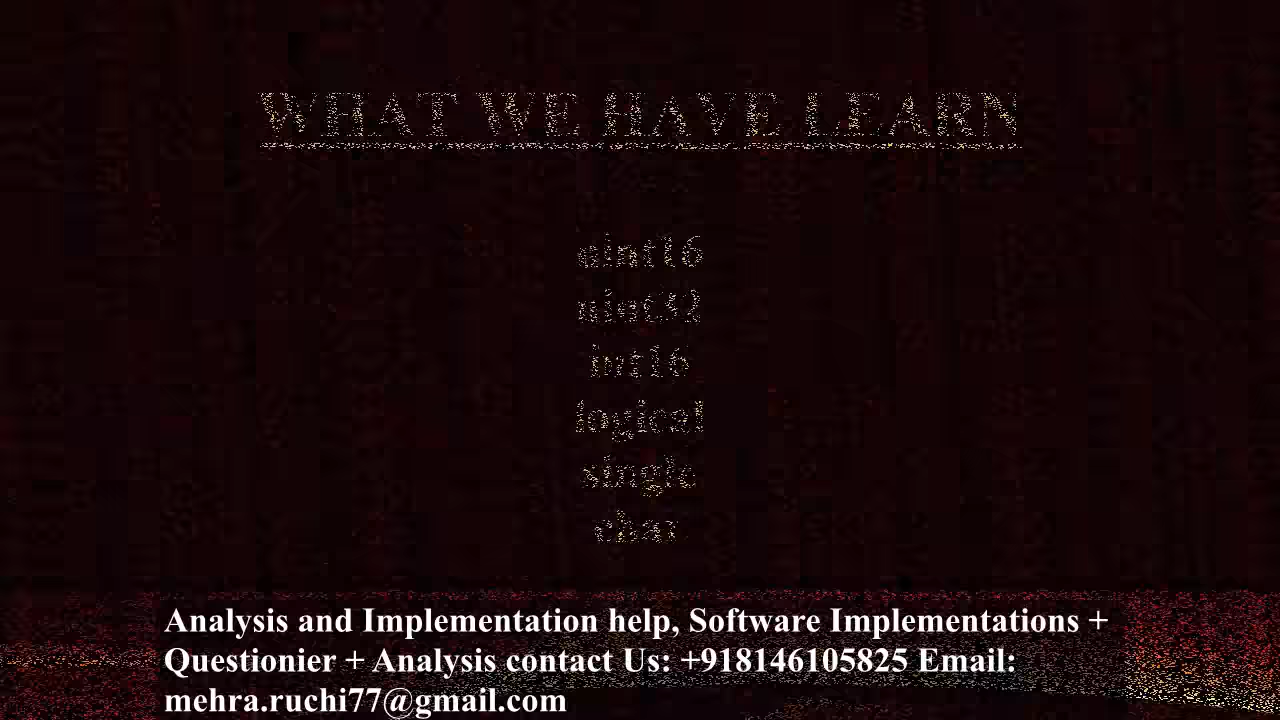 WHAT WE HAVE LEARN
uint16
uint32
int16
logical
single
char
Analysis and Implementation help, Software Implementations +
Questionier + Analysis contact Us: +918146105825 Email:
mehra.ruchi77@gmail.com